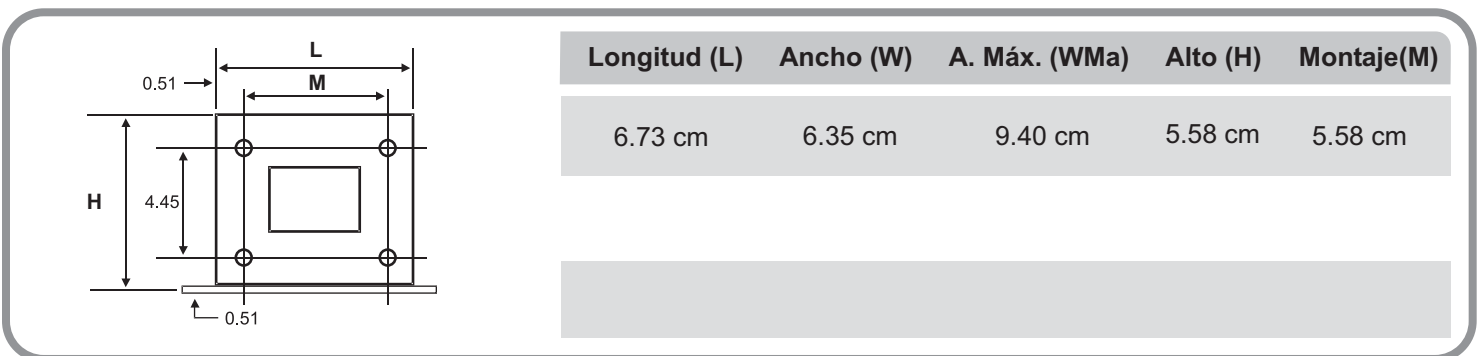 L
M
0.51
H
4.45
0.51
Longitud (L) Ancho (W) A. Máx. (WMa) Alto (H) Montaje(M)
6.73 cm 6.35 cm 9.40 cm 5.58 cm 5.58 cm